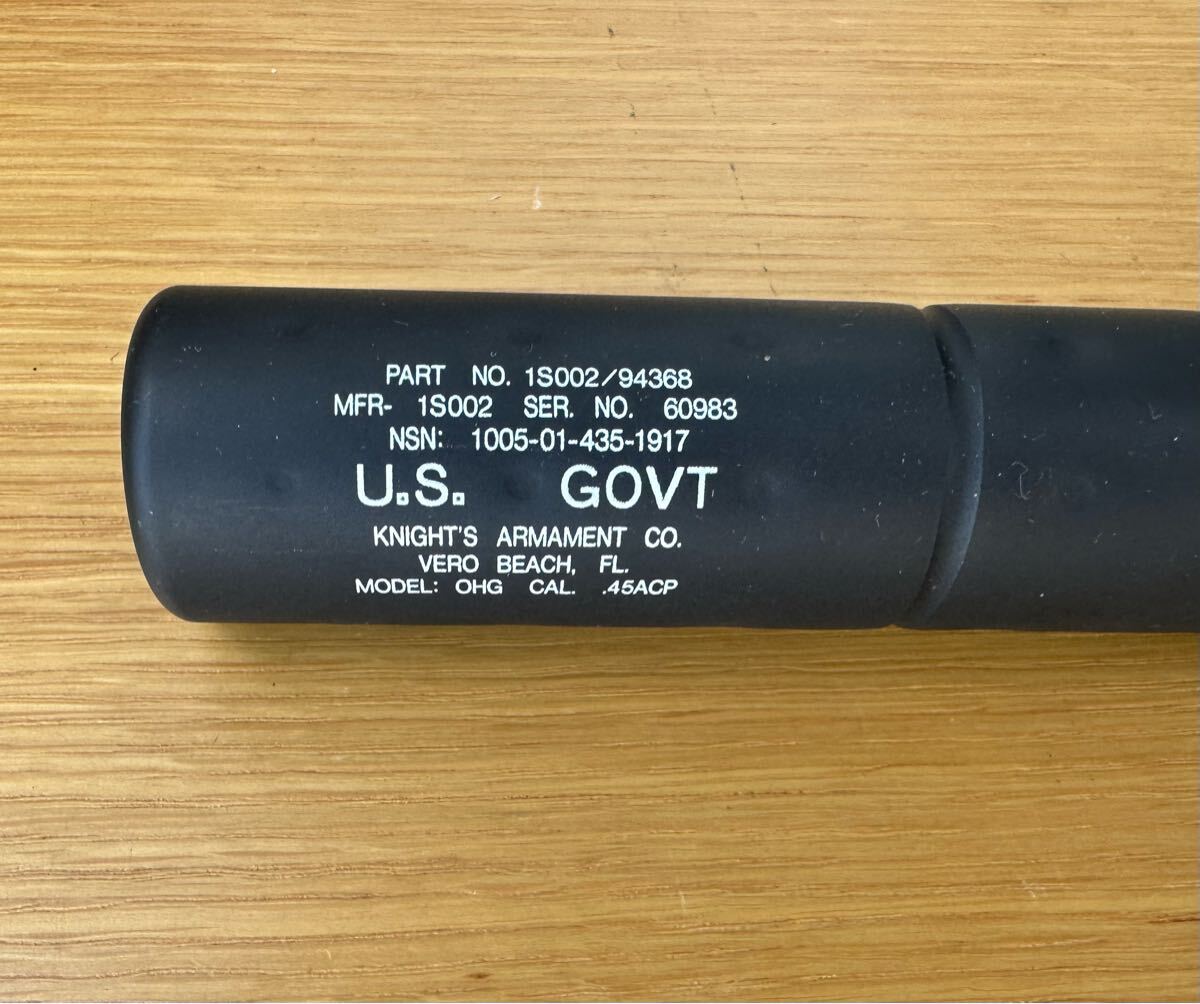 PART NO. 1S002/94368
MFR- 1S002 SER. NO. 60983
NSN: 1005-01-435-1917
U.S. GOVT
KNIGHT'S ARMAMENT CO.
VERO BEACH, FL.
MODEL: OHG CAL. .45ACP